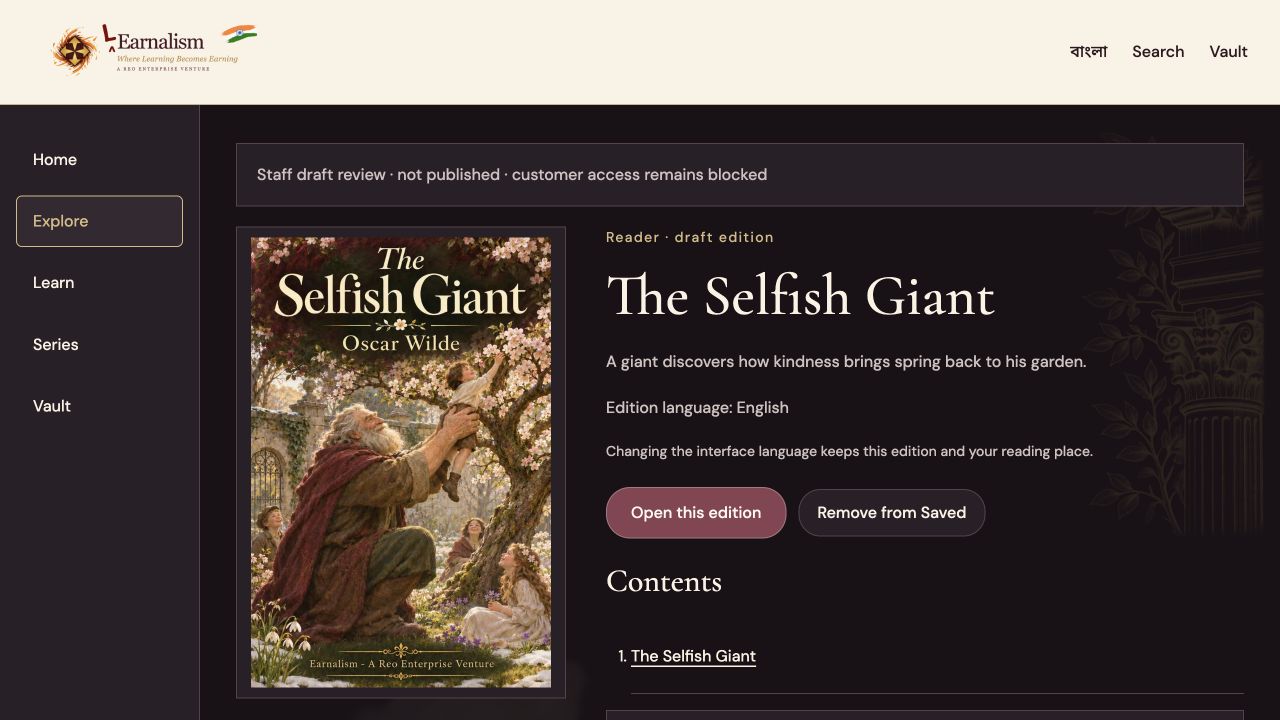 LEarnalism
Where Learning Becomes Earning
A REO ENTERPRISE VENTURE
বাংলা
Search
Vault
Home
Explore
Learn
Series
Vault
Staff draft review · not published · customer access remains blocked
The
Selfish Giant
Oscar Wilde
Earnalism - A Reo Enterprise Venture
Reader · draft edition
The Selfish Giant
A giant discovers how kindness brings spring back to his garden.
Edition language: English
Changing the interface language keeps this edition and your reading place.
Open this edition
Remove from Saved
Contents
1. The Selfish Giant